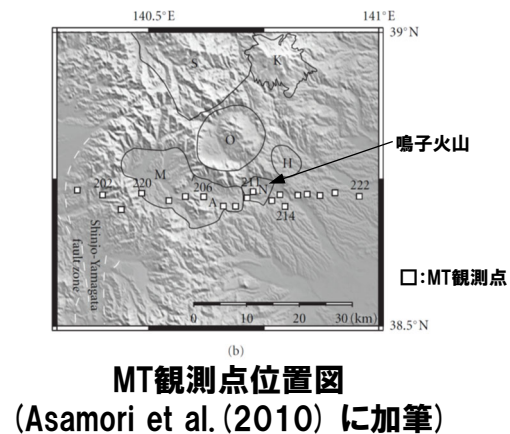 140.5°E
141°E
39°N
S
K
O
H
鳴子火山
M
202
220
206
211
N
A
222
214
Shinjo-Yamagata
fault zone
□:MT観測点
0 10 20 30 (km)
38.5°N
(b)
MT観測点位置図
(Asamori et al.(2010) に加筆)